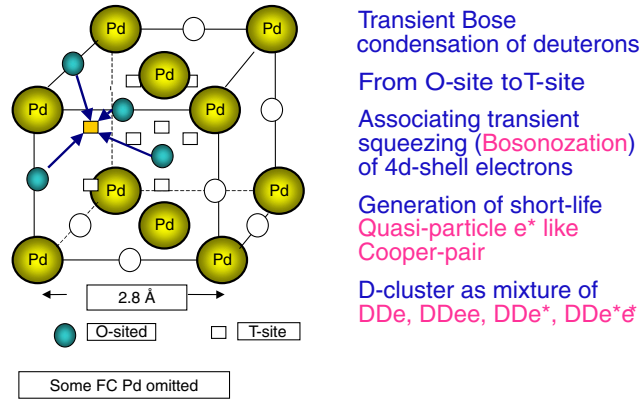 Pd
Pd
Pd
Pd
Pd
Pd
Pd
Pd
Pd
Pd
2.8 Å
O-sited
T-site
Some FC Pd omitted
Transient Bose
condensation of deuterons
From O-site toT-site
Associating transient
squeezing (Bosonozation)
of 4d-shell electrons
Generation of short-life
Quasi-particle e* like
Cooper-pair
D-cluster as mixture of
DDe, DDee, DDe*, DDe*e*